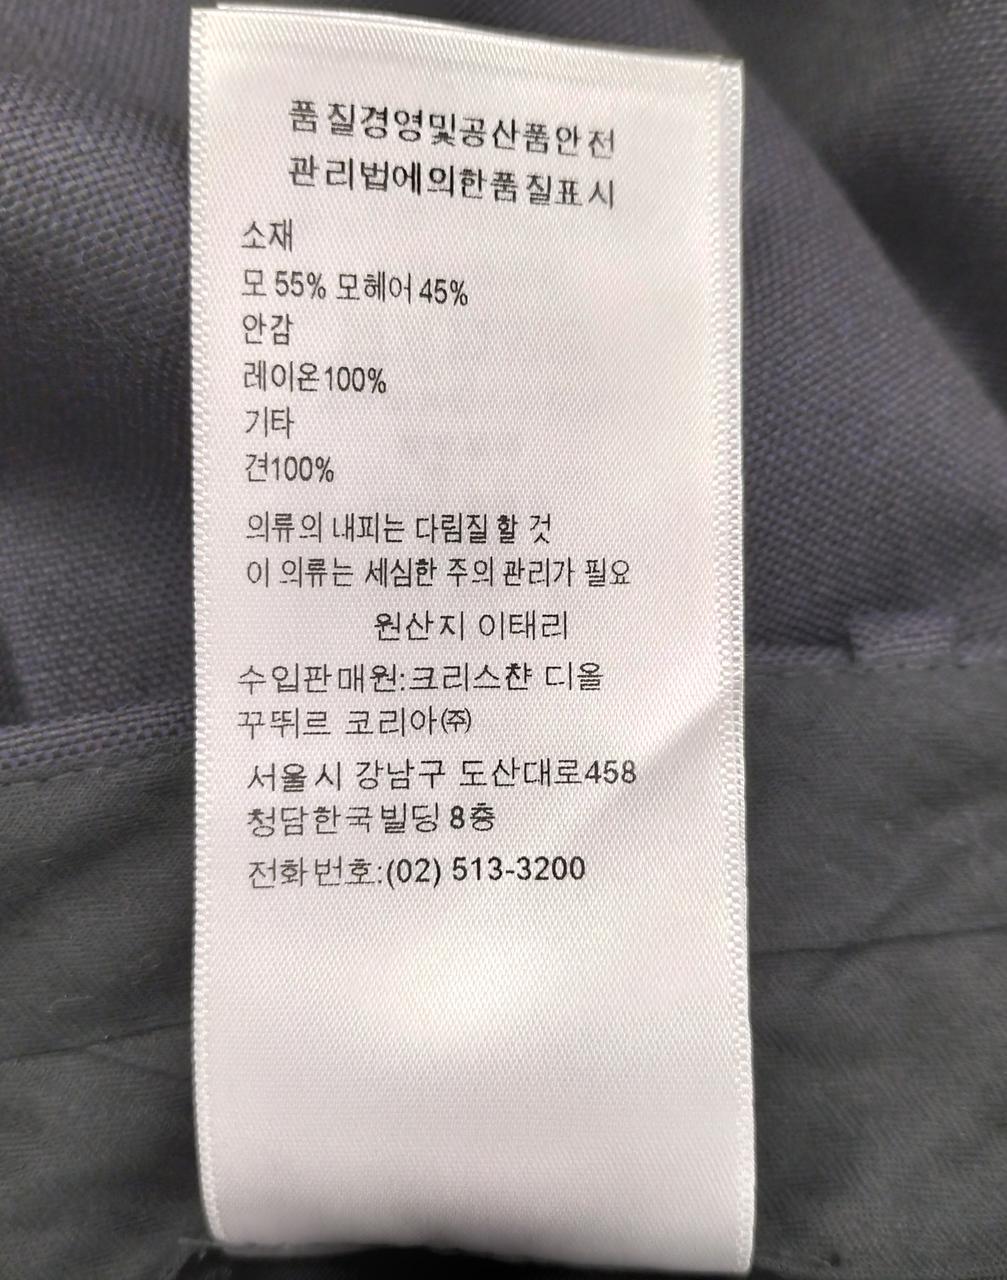 품질경영및공산품안전
관리법에의한품질표시
소재
모 55% 모헤어 45%
안감
레이온100%
기타
견100%
의류의 내피는 다림질 할 것
이 의류는 세심한 주의 관리가 필요
원산지 이태리
수입판매원:크리스챤 디올
꾸뛰르 코리아㈜
서울시 강남구 도산대로458
청담한국빌딩 8층
전화번호:(02) 513-3200